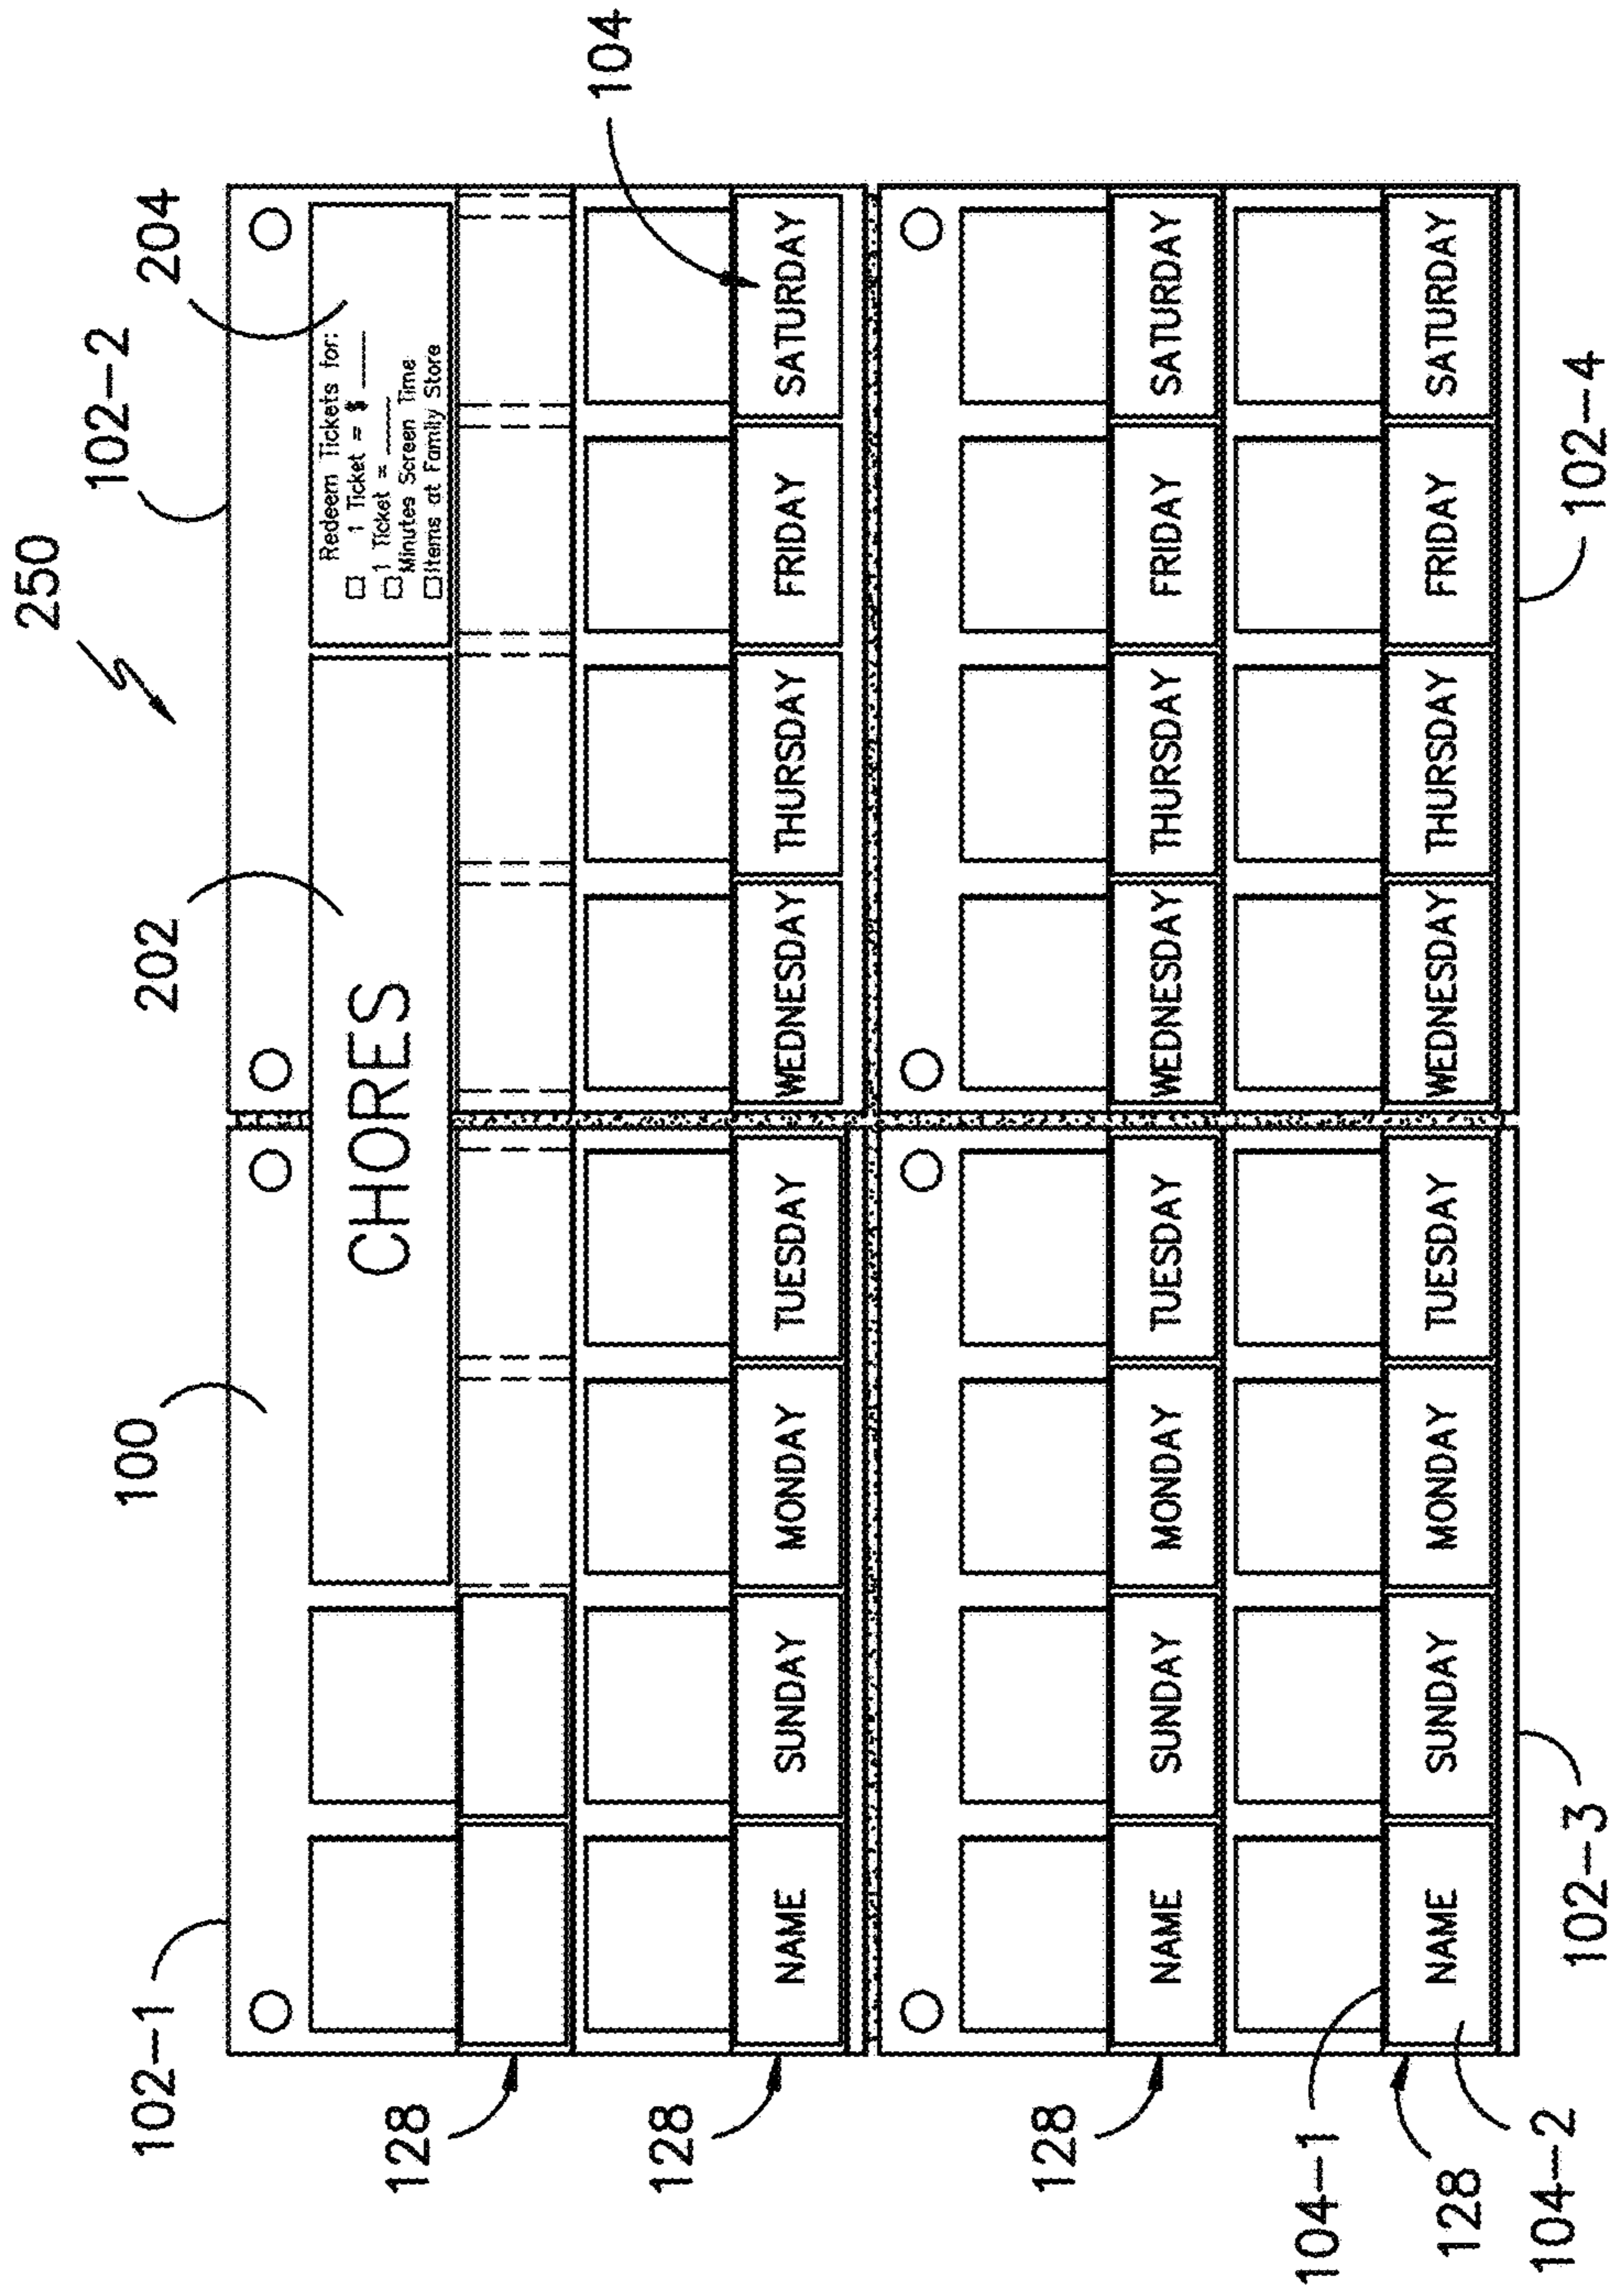 250
102-1
100
202
102-2
204
CHORES
Redeem Tickets for:
1 Ticket = $ ____
1 Ticket = ____
Minutes Screen Time
Items at Family Store
104
128
128
NAME SUNDAY MONDAY TUESDAY WEDNESDAY THURSDAY FRIDAY SATURDAY
128
NAME SUNDAY MONDAY TUESDAY WEDNESDAY THURSDAY FRIDAY SATURDAY
104-1
128
NAME SUNDAY MONDAY TUESDAY WEDNESDAY THURSDAY FRIDAY SATURDAY
104-2
102-3
102-4